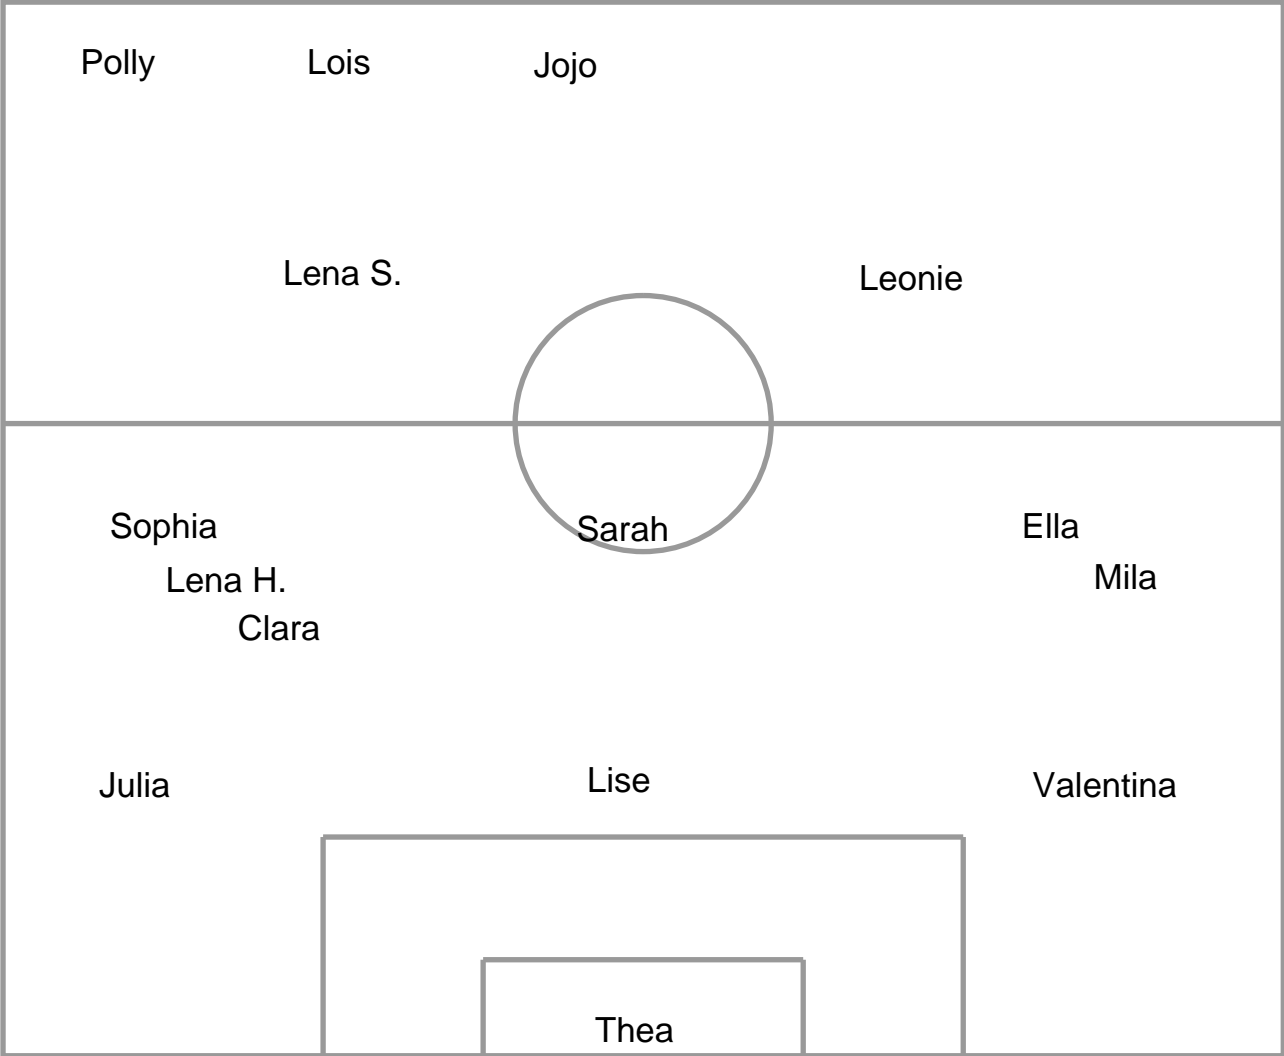 Polly Lois Jojo
Lena S. Leonie
Sophia Sarah Ella
Lena H. Mila
Clara
Julia Lise Valentina
Thea